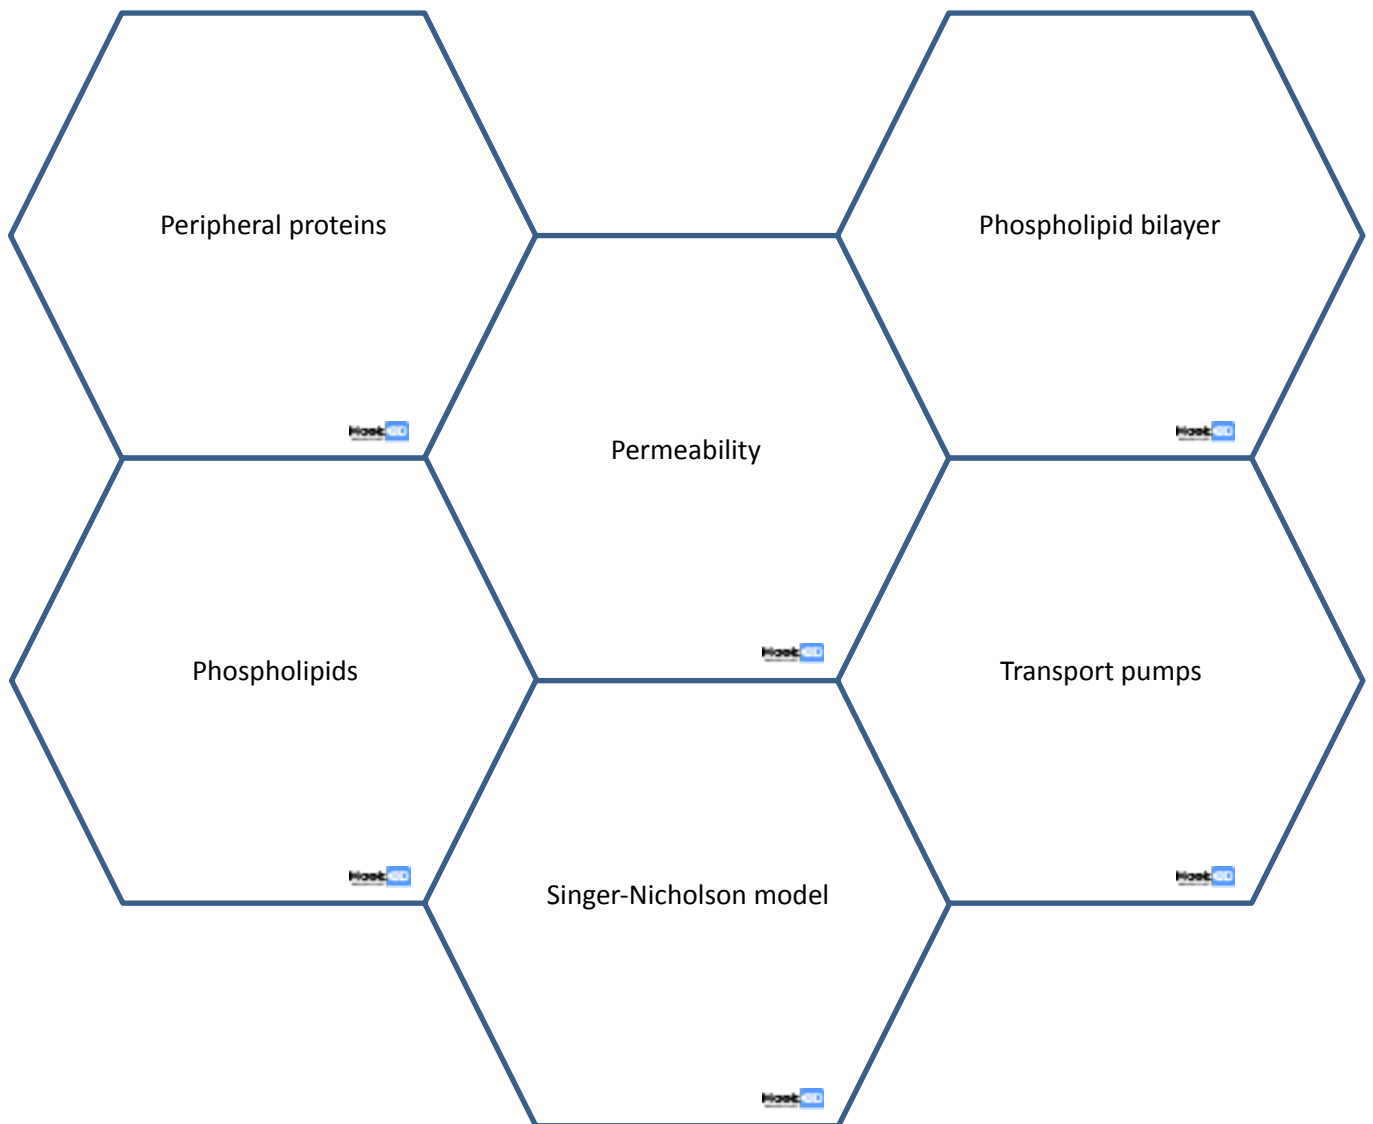 Peripheral proteins
Phospholipid bilayer
Permeability
Phospholipids
Transport pumps
Singer-Nicholson model